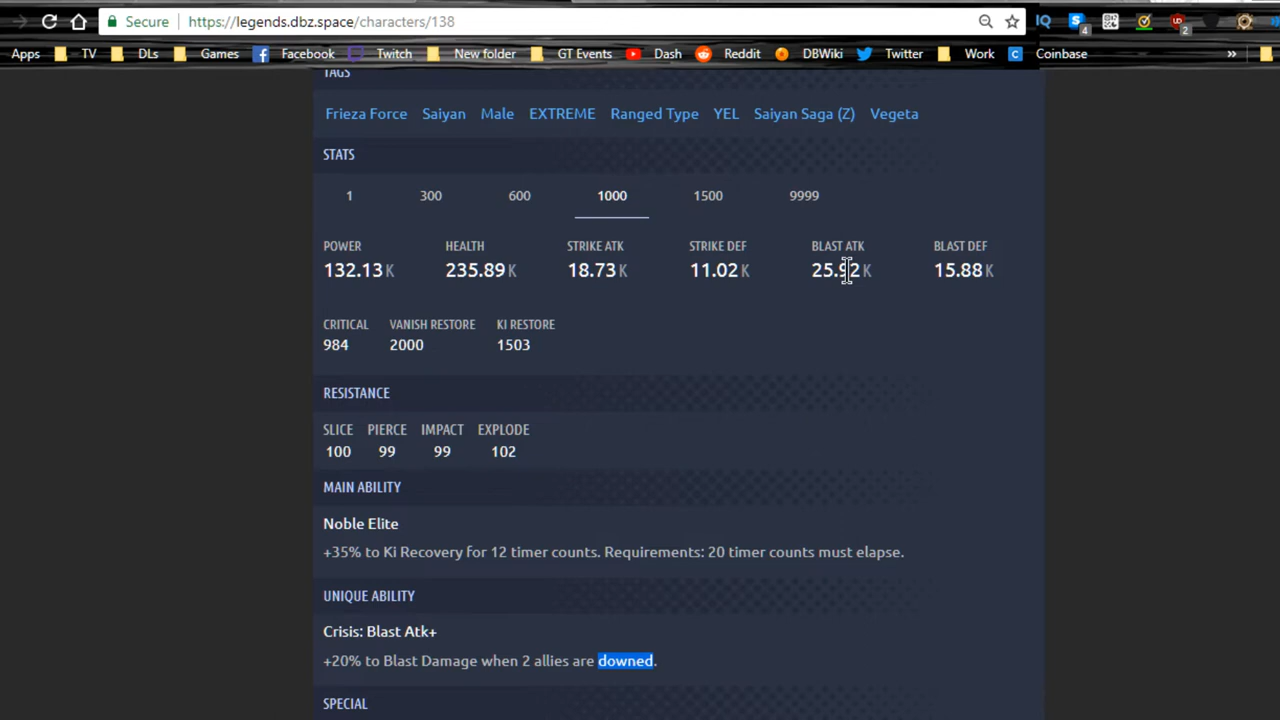 Secure https://legends.dbz.space/characters/138
4 2
Apps TV DLs Games Facebook Twitch New folder GT Events Dash Reddit DBWiki Twitter Work Coinbase »
TAGS
Frieza Force Saiyan Male EXTREME Ranged Type YEL Saiyan Saga (Z) Vegeta
STATS
1 300 600 1000 1500 9999
POWER HEALTH STRIKE ATK STRIKE DEF BLAST ATK BLAST DEF
132.13 K 235.89 K 18.73 K 11.02 K 25.92 K 15.88 K
CRITICAL VANISH RESTORE KI RESTORE
984 2000 1503
RESISTANCE
SLICE PIERCE IMPACT EXPLODE
100 99 99 102
MAIN ABILITY
Noble Elite
+35% to Ki Recovery for 12 timer counts. Requirements: 20 timer counts must elapse.
UNIQUE ABILITY
Crisis: Blast Atk+
+20% to Blast Damage when 2 allies are downed.
SPECIAL